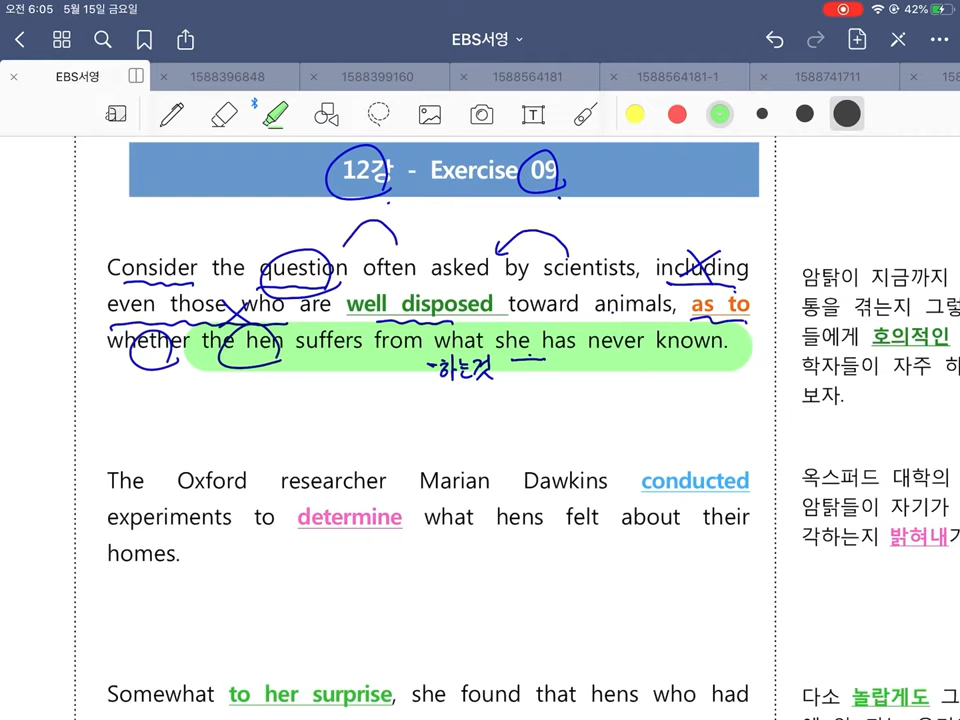 오전 6:05 5월 15일 금요일
42%
EBS서영
EBS서영
1588396848
1588399160
1588564181
1588564181-1
1588741711
12강 - Exercise 09
Consider the question often asked by scientists, including
even those who are well disposed toward animals, as to
whether the hen suffers from what she has never known.
~하는것
The Oxford researcher Marian Dawkins conducted
experiments to determine what hens felt about their
homes.
Somewhat to her surprise, she found that hens who had
암탉이 지금까지
통을 겪는지 그렇
들에게 호의적인
학자들이 자주 하
보자.
옥스퍼드 대학의
암탉들이 자기가
각하는지 밝혀내
다소 놀랍게도 그